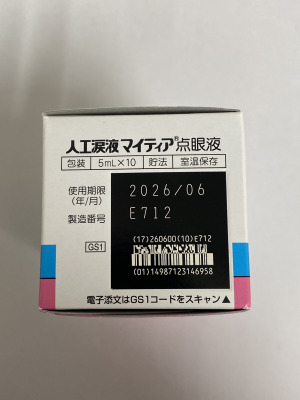 人工涙液マイティア®点眼液
包装 5mL×10 貯法 室温保存
使用期限 2026/06
(年/月)
製造番号 E712
GS1
(17)260600(10)E712
(01)14987123146958
電子添文はGS1コードをスキャン▲